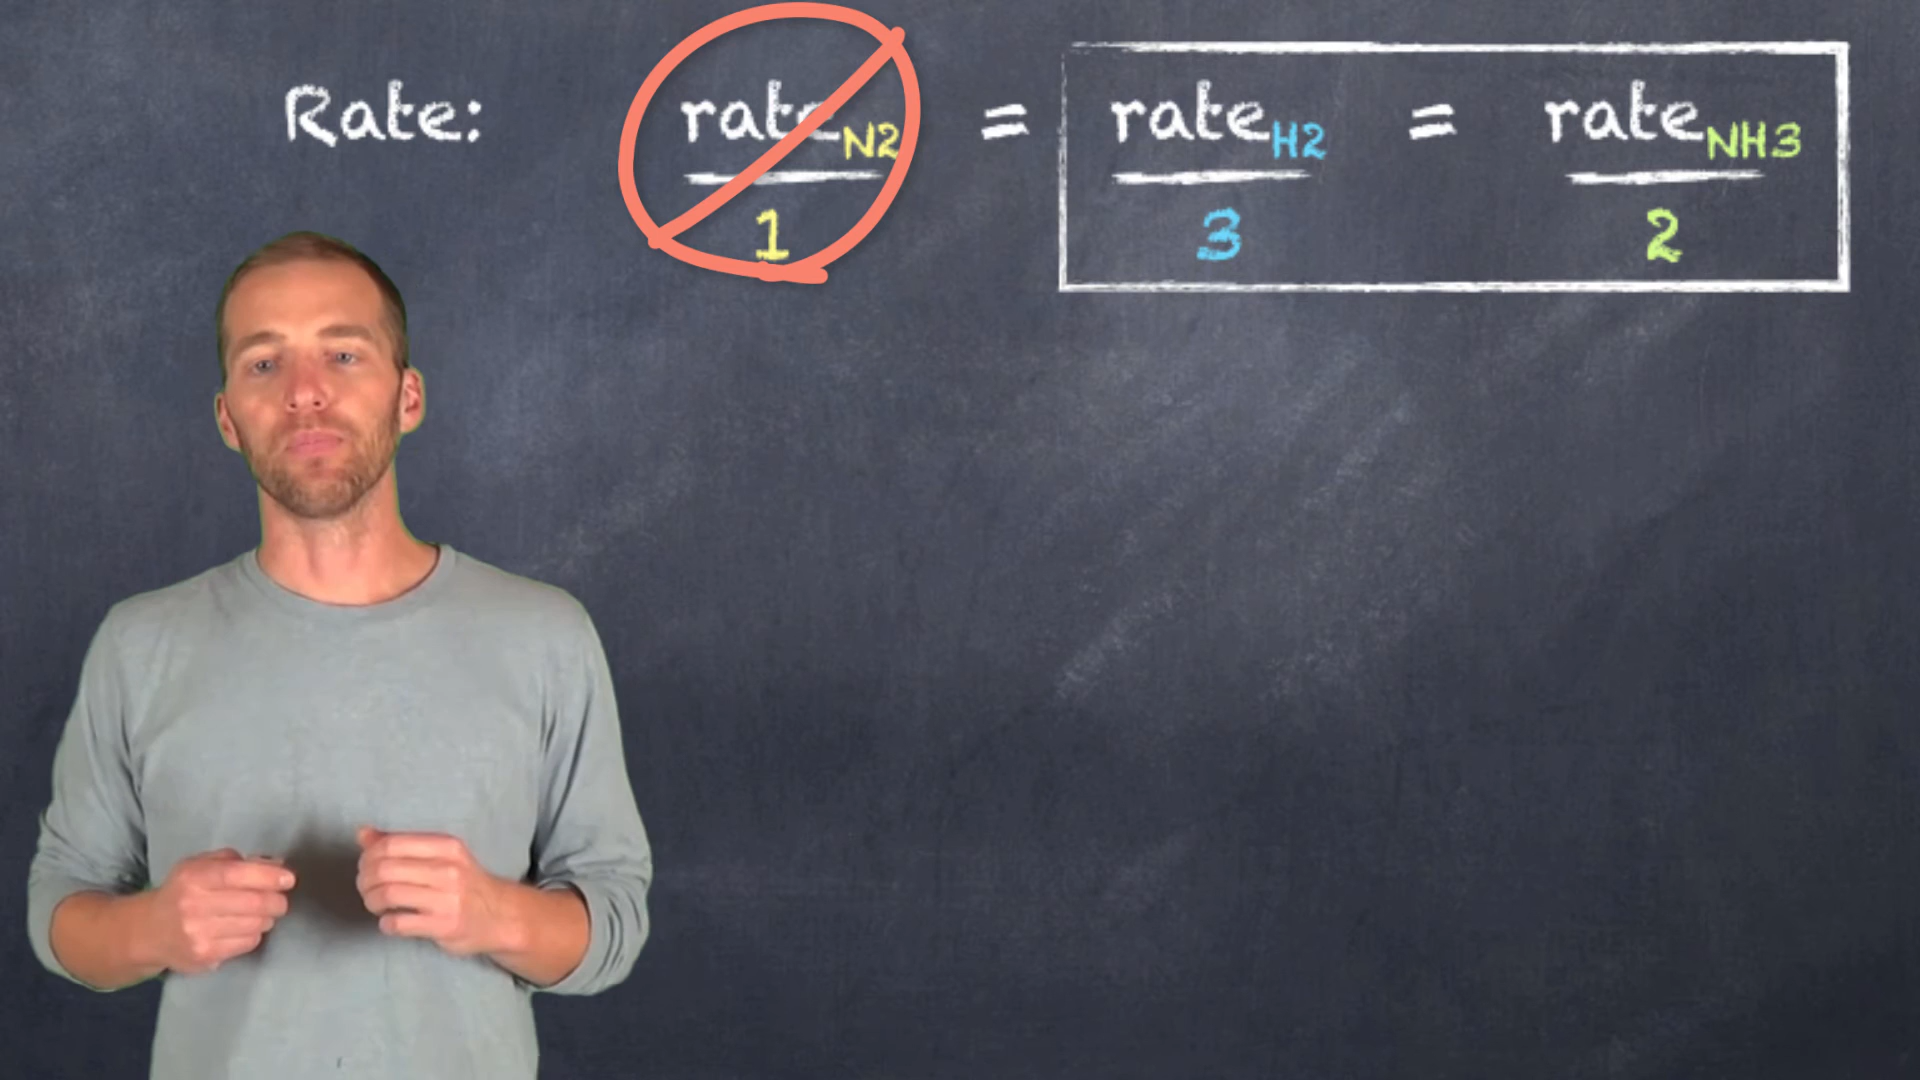 Rate: rateN2 = rateH2 = rateNH3
1 3 2